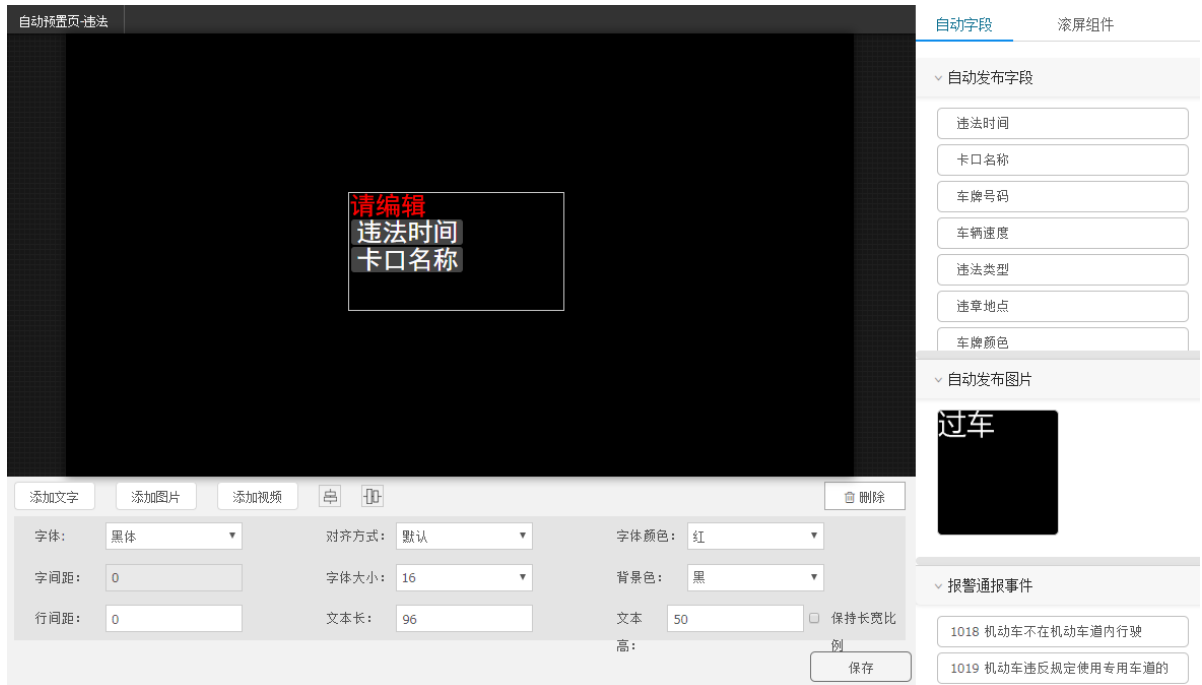 自动预置页-违法
自动字段 滚屏组件
自动发布字段
违法时间
卡口名称
车牌号码
车辆速度
违法类型
违章地点
车牌颜色
请编辑
违法时间
卡口名称
自动发布图片
过车
添加文字 添加图片 添加视频 删除
字体: 黑体 对齐方式: 默认 字体颜色: 红
字间距: 0 字体大小: 16 背景色: 黑
行间距: 0 文本长: 96 文本高: 50 保持长宽比例
保存
报警通报事件
1018 机动车不在机动车道内行驶
1019 机动车违反规定使用专用车道的